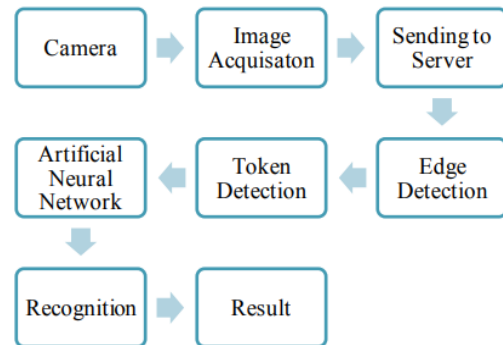 Camera
Image
Acquisaton
Sending to
Server
Edge
Detection
Token
Detection
Artificial
Neural
Network
Recognition
Result